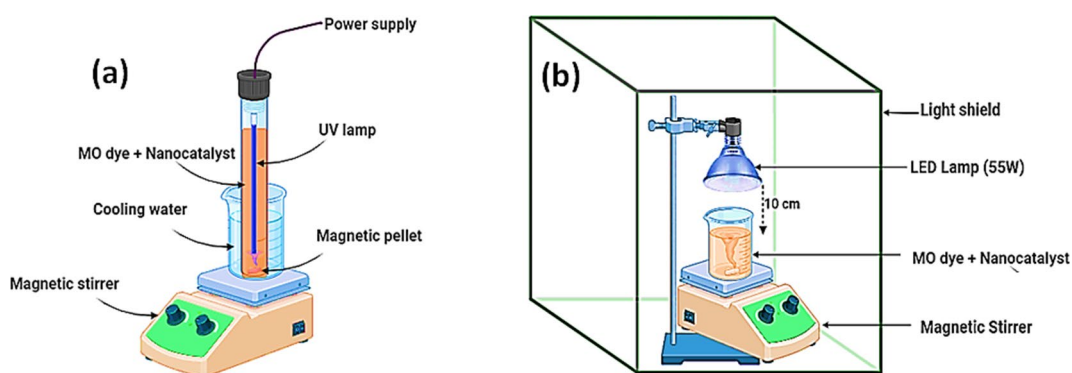 (a)
Power supply
UV lamp
MO dye + Nanocatalyst
Cooling water
Magnetic pellet
Magnetic stirrer
(b)
Light shield
LED Lamp (55W)
10 cm
MO dye + Nanocatalyst
Magnetic Stirrer